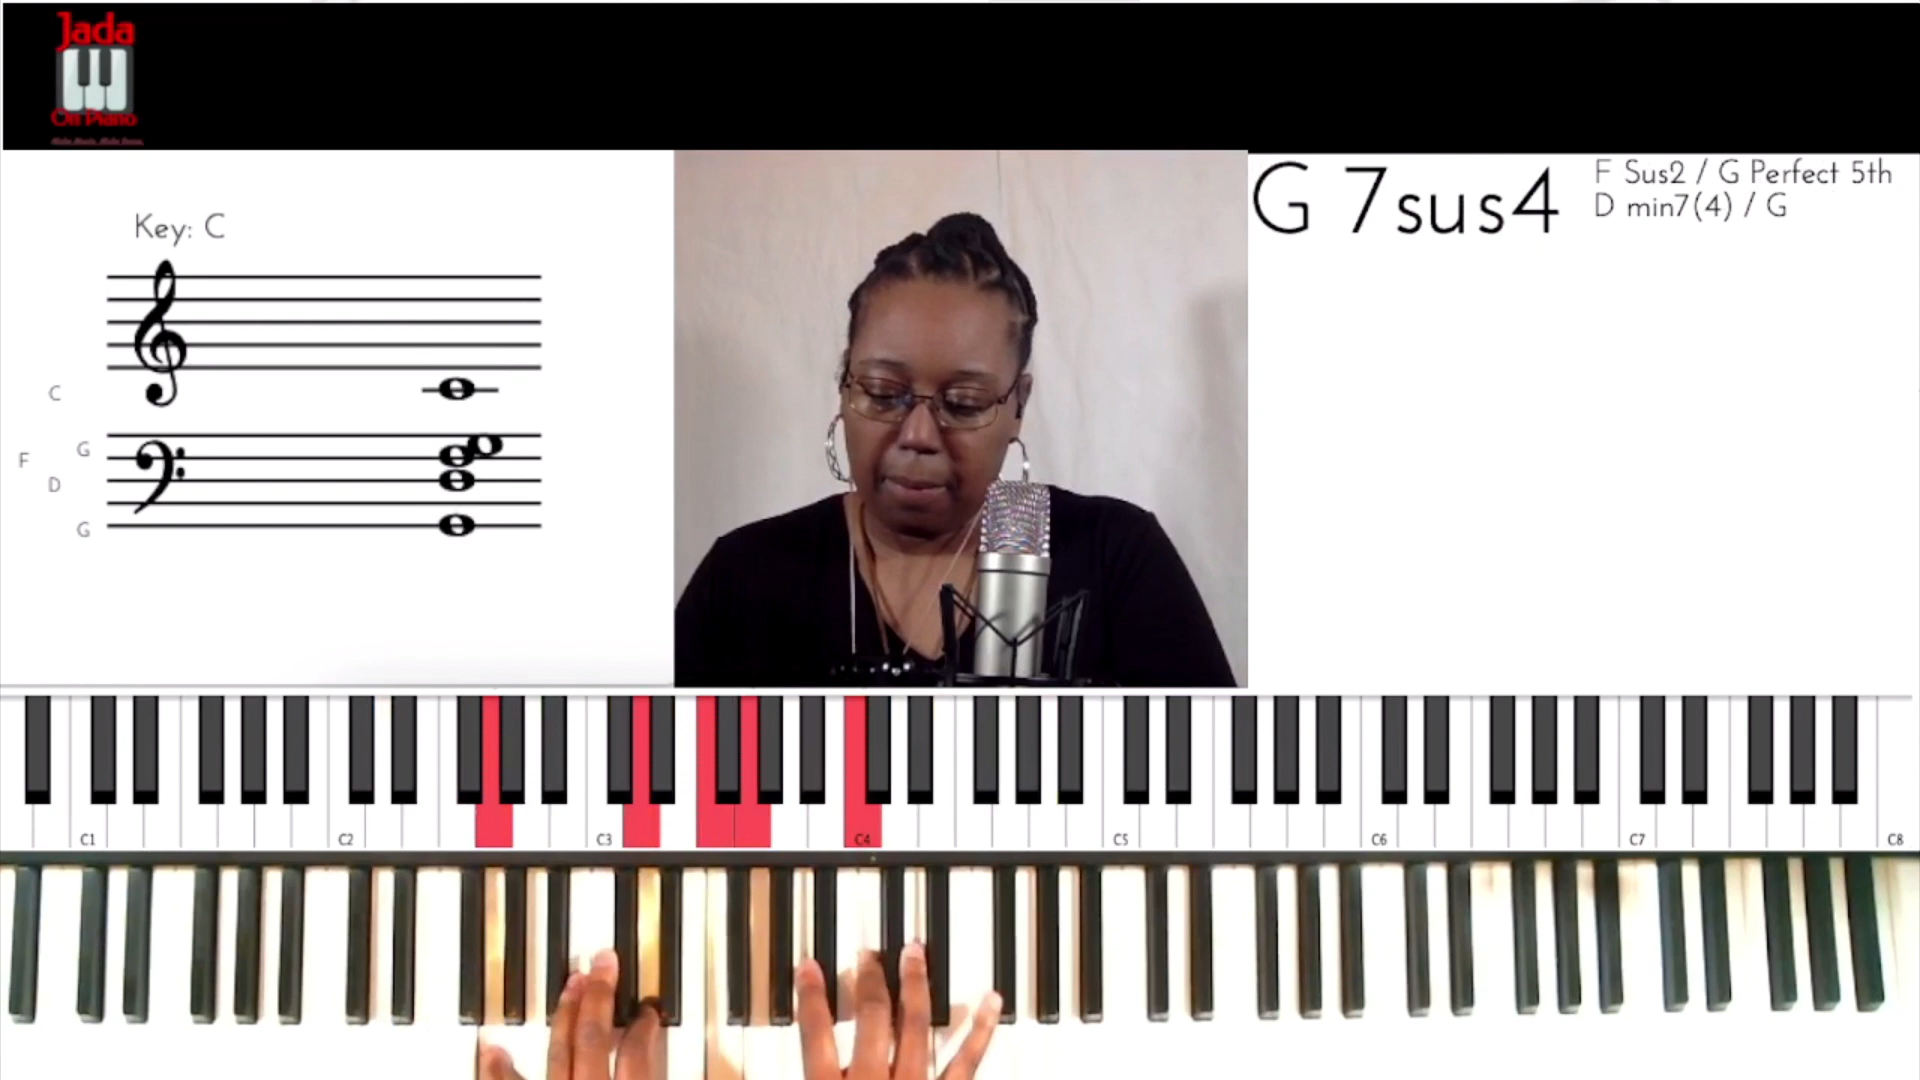 Jada
On Piano
Key: C
G 7sus4
F Sus2 / G Perfect 5th
D min7(4) / G
C
G
F
D
G
C1
C2
C3
C4
C5
C6
C7
C8